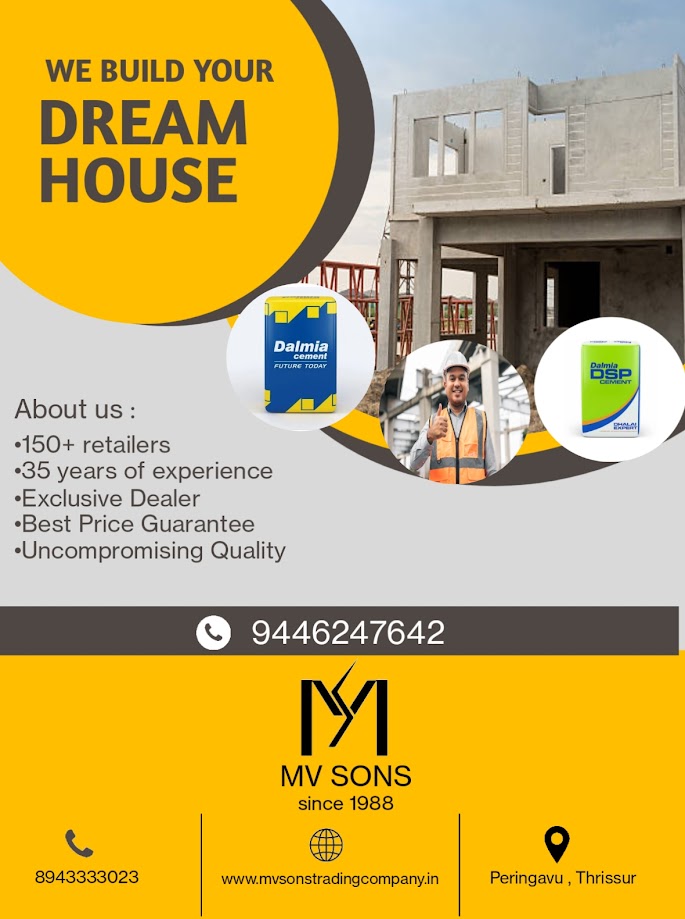 WE BUILD YOUR
DREAM
HOUSE
Dalmia
cement
FUTURE TODAY
Dalmia
DSP
CEMENT
DHALAI
EXPERT
About us :
•150+ retailers
•35 years of experience
•Exclusive Dealer
•Best Price Guarantee
•Uncompromising Quality
9446247642
MV SONS
since 1988
8943333023
www.mvsonstradingcompany.in
Peringavu , Thrissur